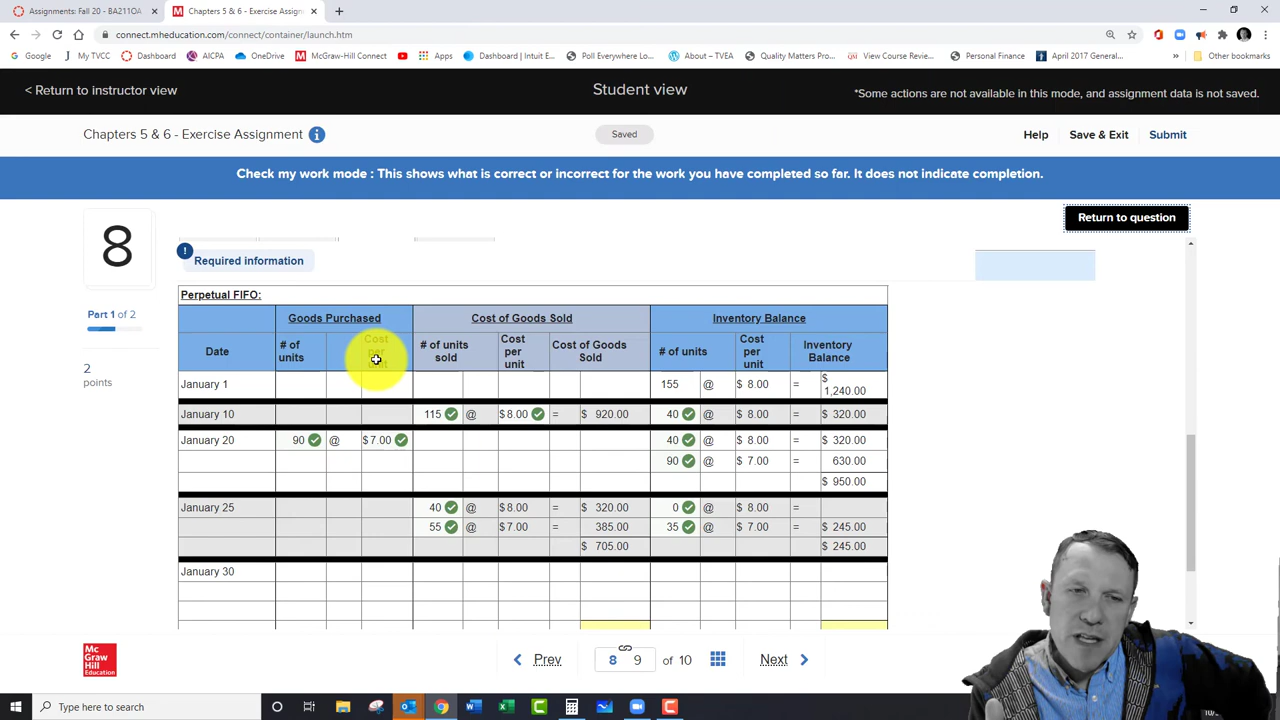 Assignments: Fall 20 - BA211OA
Chapters 5 & 6 - Exercise Assign
connect.mheducation.com/connect/container/launch.htm
Google My TVCC Dashboard AICPA OneDrive McGraw-Hill Connect Apps Dashboard | Intuit E... Poll Everywhere Lo... About – TVEA Quality Matters Pro... View Course Revie... Personal Finance April 2017 General... » Other bookmarks
< Return to instructor view Student view *Some actions are not available in this mode, and assignment data is not saved.
Chapters 5 & 6 - Exercise Assignment i Saved Help Save & Exit Submit
Check my work mode : This shows what is correct or incorrect for the work you have completed so far. It does not indicate completion.
Return to question
8
! Required information
Part 1 of 2
2
points
Perpetual FIFO:
Goods Purchased Cost of Goods Sold Inventory Balance
Date # of units Cost per unit # of units sold Cost per unit Cost of Goods Sold # of units Cost per unit Inventory Balance
January 1 155 @ $ 8.00 = $ 1,240.00
January 10 115 @ $8.00 = $ 920.00 40 @ $ 8.00 = $ 320.00
January 20 90 @ $7.00 40 @ $ 8.00 = $ 320.00
90 @ $ 7.00 = 630.00
$ 950.00
January 25 40 @ $8.00 = $ 320.00 0 @ $ 8.00 =
55 @ $7.00 = 385.00 35 @ $ 7.00 = $ 245.00
$ 705.00 $ 245.00
January 30
Mc
Graw
Hill
Education
Prev 8 9 of 10 Next
Type here to search